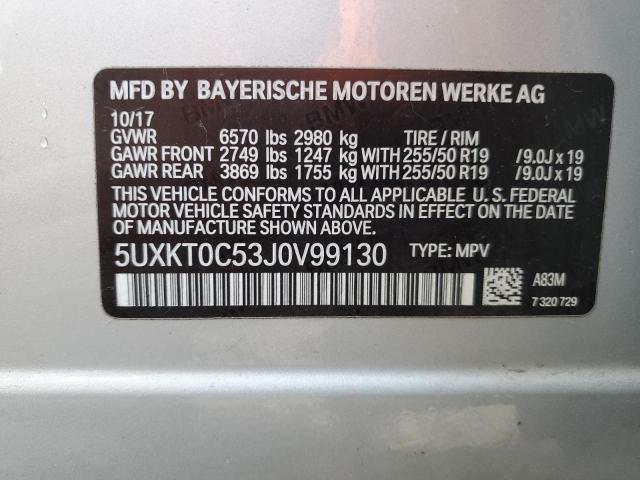 MFD BY BAYERISCHE MOTOREN WERKE AG
10/17
GVWR 6570 lbs 2980 kg TIRE / RIM
GAWR FRONT 2749 lbs 1247 kg WITH 255/50 R19 /9.0J x 19
GAWR REAR 3869 lbs 1755 kg WITH 255/50 R19 /9.0J x 19
THIS VEHICLE CONFORMS TO ALL APPLICABLE U. S. FEDERAL
MOTOR VEHICLE SAFETY STANDARDS IN EFFECT ON THE
DATE OF MANUFACTURE SHOWN ABOVE.
5UXKT0C53J0V99130 TYPE: MPV
A83M
7 320 729